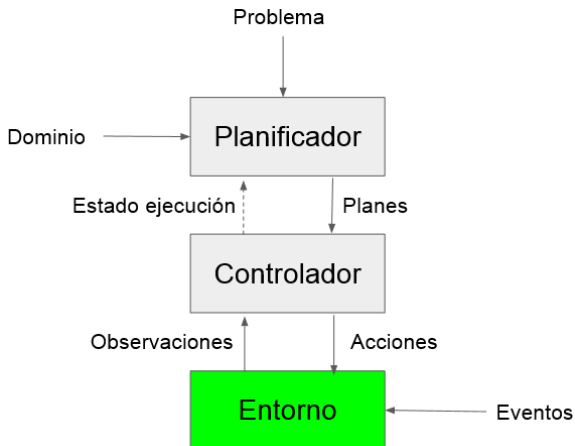 Problema
Dominio
Planificador
Estado ejecución
Planes
Controlador
Observaciones
Acciones
Entorno
Eventos